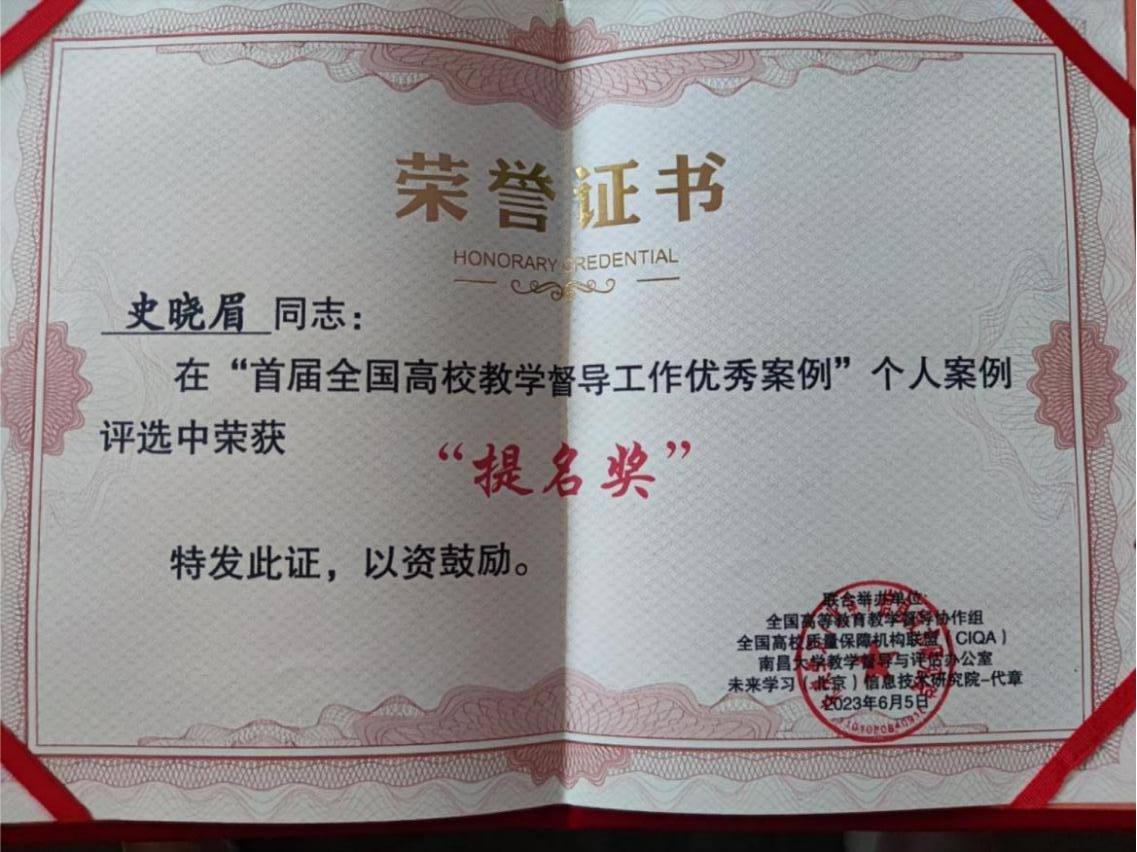 荣誉证书
HONORARY CREDENTIAL
史晓眉 同志：
在“首届全国高校教学督导工作优秀案例”个人案例
评选中荣获
“提名奖”
特发此证，以资鼓励。
联合举办单位：
全国高等教育教学督导协作组
全国高校质量保障机构联盟（CIQA）
南昌大学教学督导与评估办公室
未来学习（北京）信息技术研究院-代章
2023年6月5日